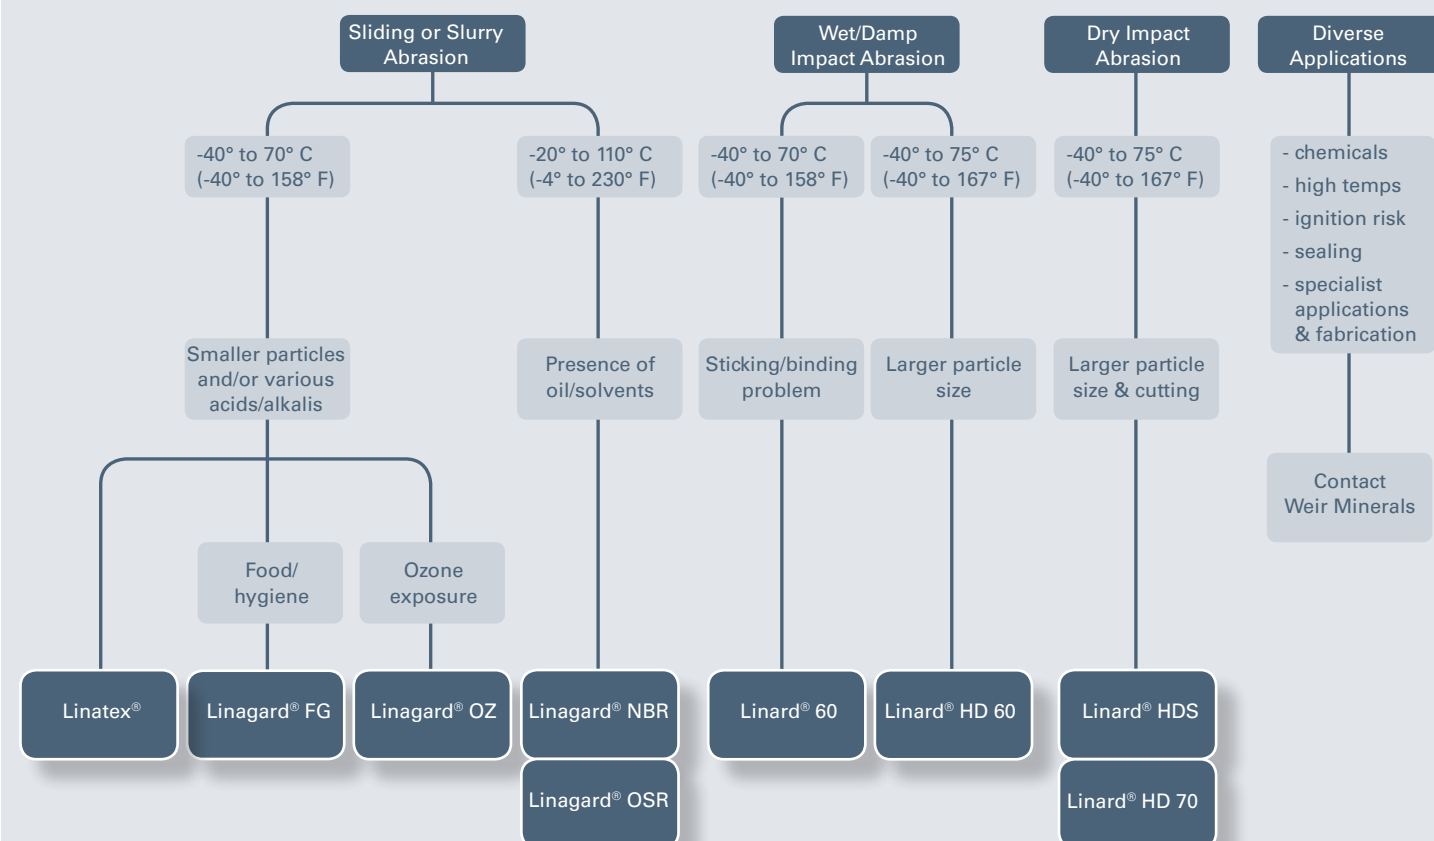 Sliding or Slurry
Abrasion
Wet/Damp
Impact Abrasion
Dry Impact
Abrasion
Diverse
Applications
-40° to 70° C
(-40° to 158° F)
-20° to 110° C
(-4° to 230° F)
-40° to 70° C
(-40° to 158° F)
-40° to 75° C
(-40° to 167° F)
-40° to 75° C
(-40° to 167° F)
- chemicals
- high temps
- ignition risk
- sealing
- specialist
applications
& fabrication
Smaller particles
and/or various
acids/alkalis
Presence of
oil/solvents
Sticking/binding
problem
Larger particle
size
Larger particle
size & cutting
Contact
Weir Minerals
Food/
hygiene
Ozone
exposure
Linatex®
Linagard® FG
Linagard® OZ
Linagard® NBR
Linard® 60
Linard® HD 60
Linard® HDS
Linagard® OSR
Linard® HD 70